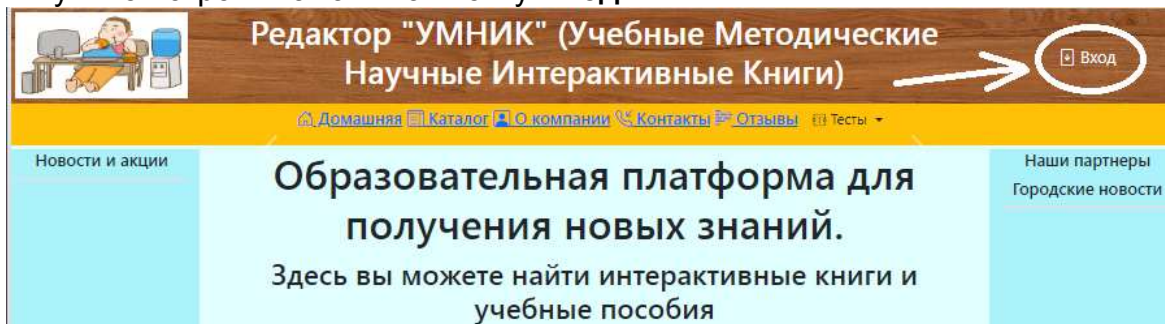 Редактор "УМНИК" (Учебные Методические
Научные Интерактивные Книги)
Вход
Домашняя Каталог О компании Контакты Отзывы Тесты
Новости и акции
Образовательная платформа для
получения новых знаний.
Здесь вы можете найти интерактивные книги и
учебные пособия
Наши партнеры
Городские новости